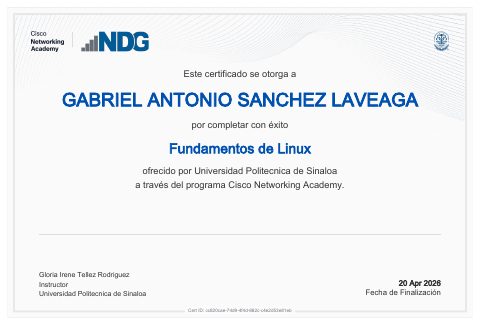 Cisco
Networking
Academy
NDG
Este certificado se otorga a
GABRIEL ANTONIO SANCHEZ LAVEAGA
por completar con éxito
Fundamentos de Linux
ofrecido por Universidad Politecnica de Sinaloa
a través del programa Cisco Networking Academy.
Gloria Irene Tellez Rodriguez
Instructor
Universidad Politecnica de Sinaloa
20 Apr 2026
Fecha de Finalización
Cert ID: